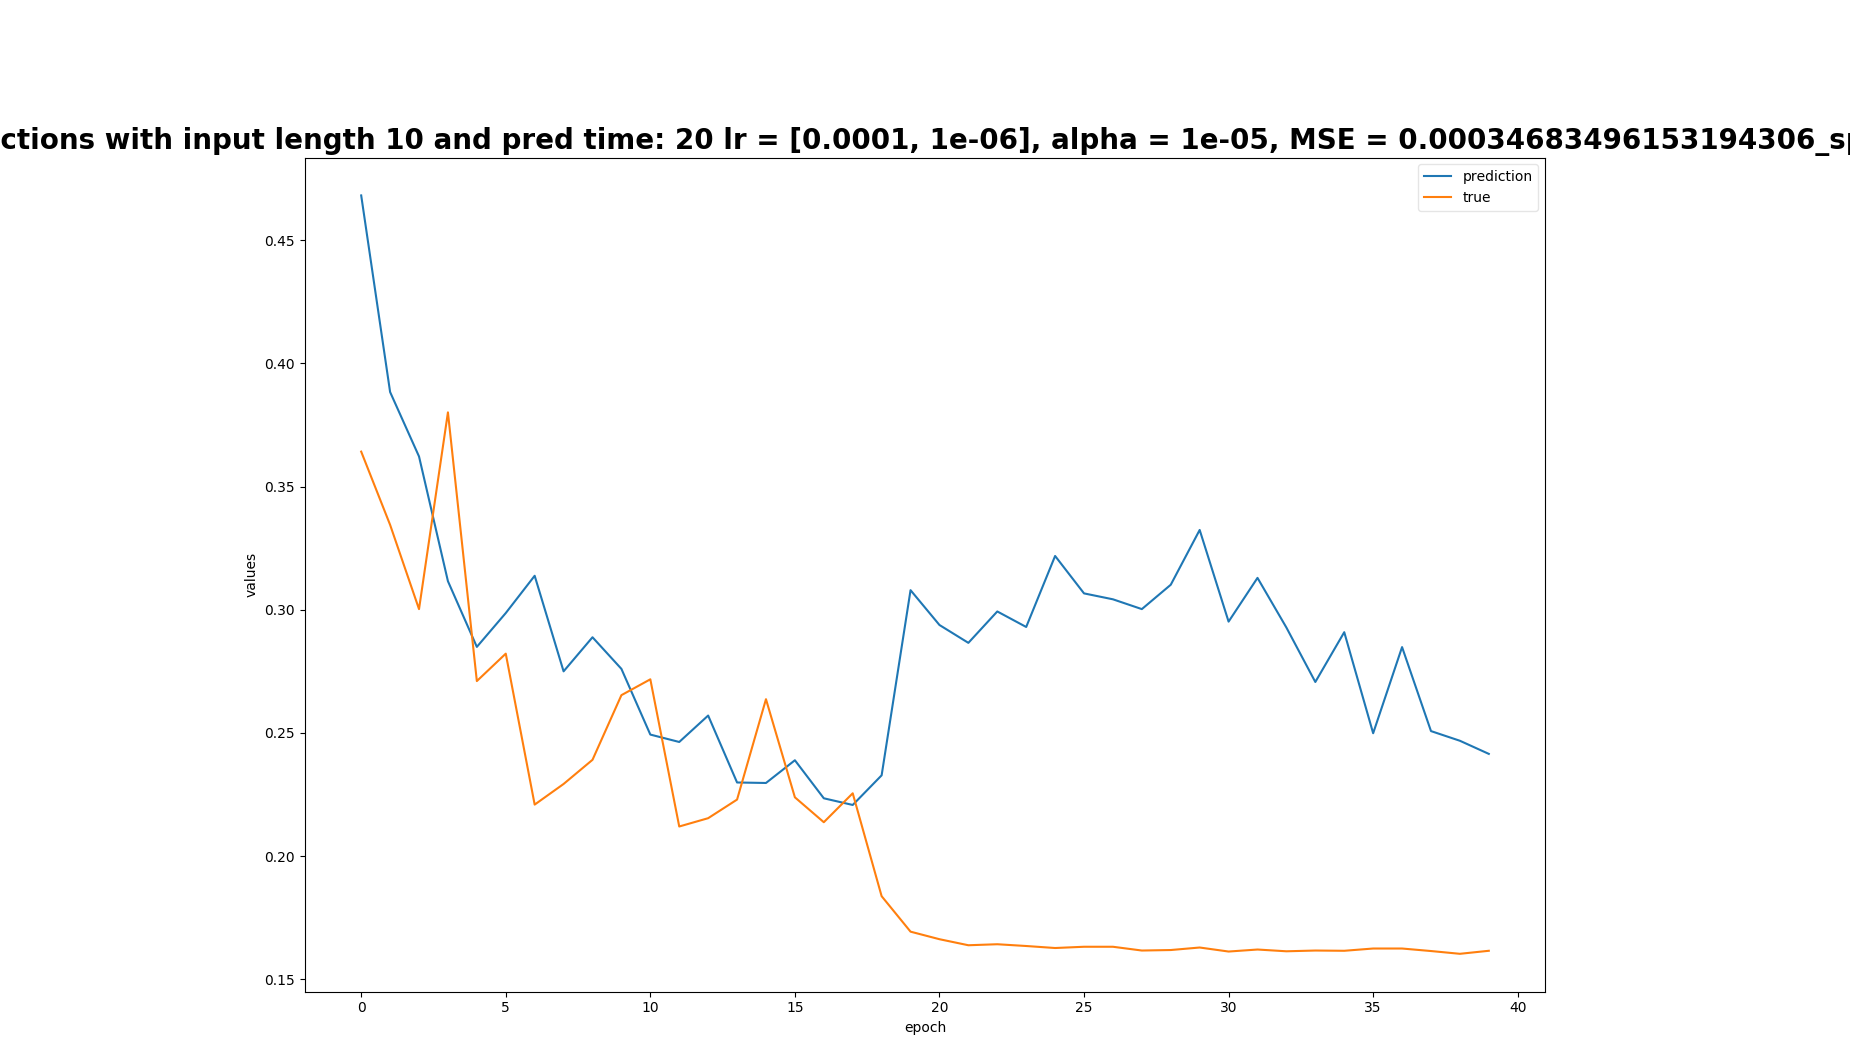 ctions with input length 10 and pred time: 20 lr = [0.0001, 1e-06], alpha = 1e-05, MSE = 0.00034683496153194306_sp
prediction
true
0.45
0.40
0.35
0.30
0.25
0.20
0.15
values
0 5 10 15 20 25 30 35 40
epoch